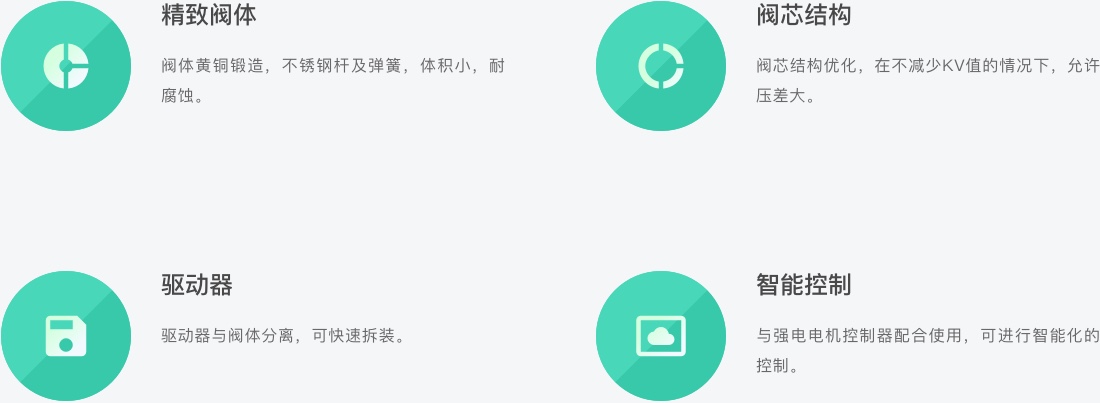 精致阀体
阀体黄铜锻造，不锈钢杆及弹簧，体积小，耐
腐蚀。
阀芯结构
阀芯结构优化，在不减少KV值的情况下，允许
压差大。
驱动器
驱动器与阀体分离，可快速拆装。
智能控制
与强电电机控制器配合使用，可进行智能化的
控制。